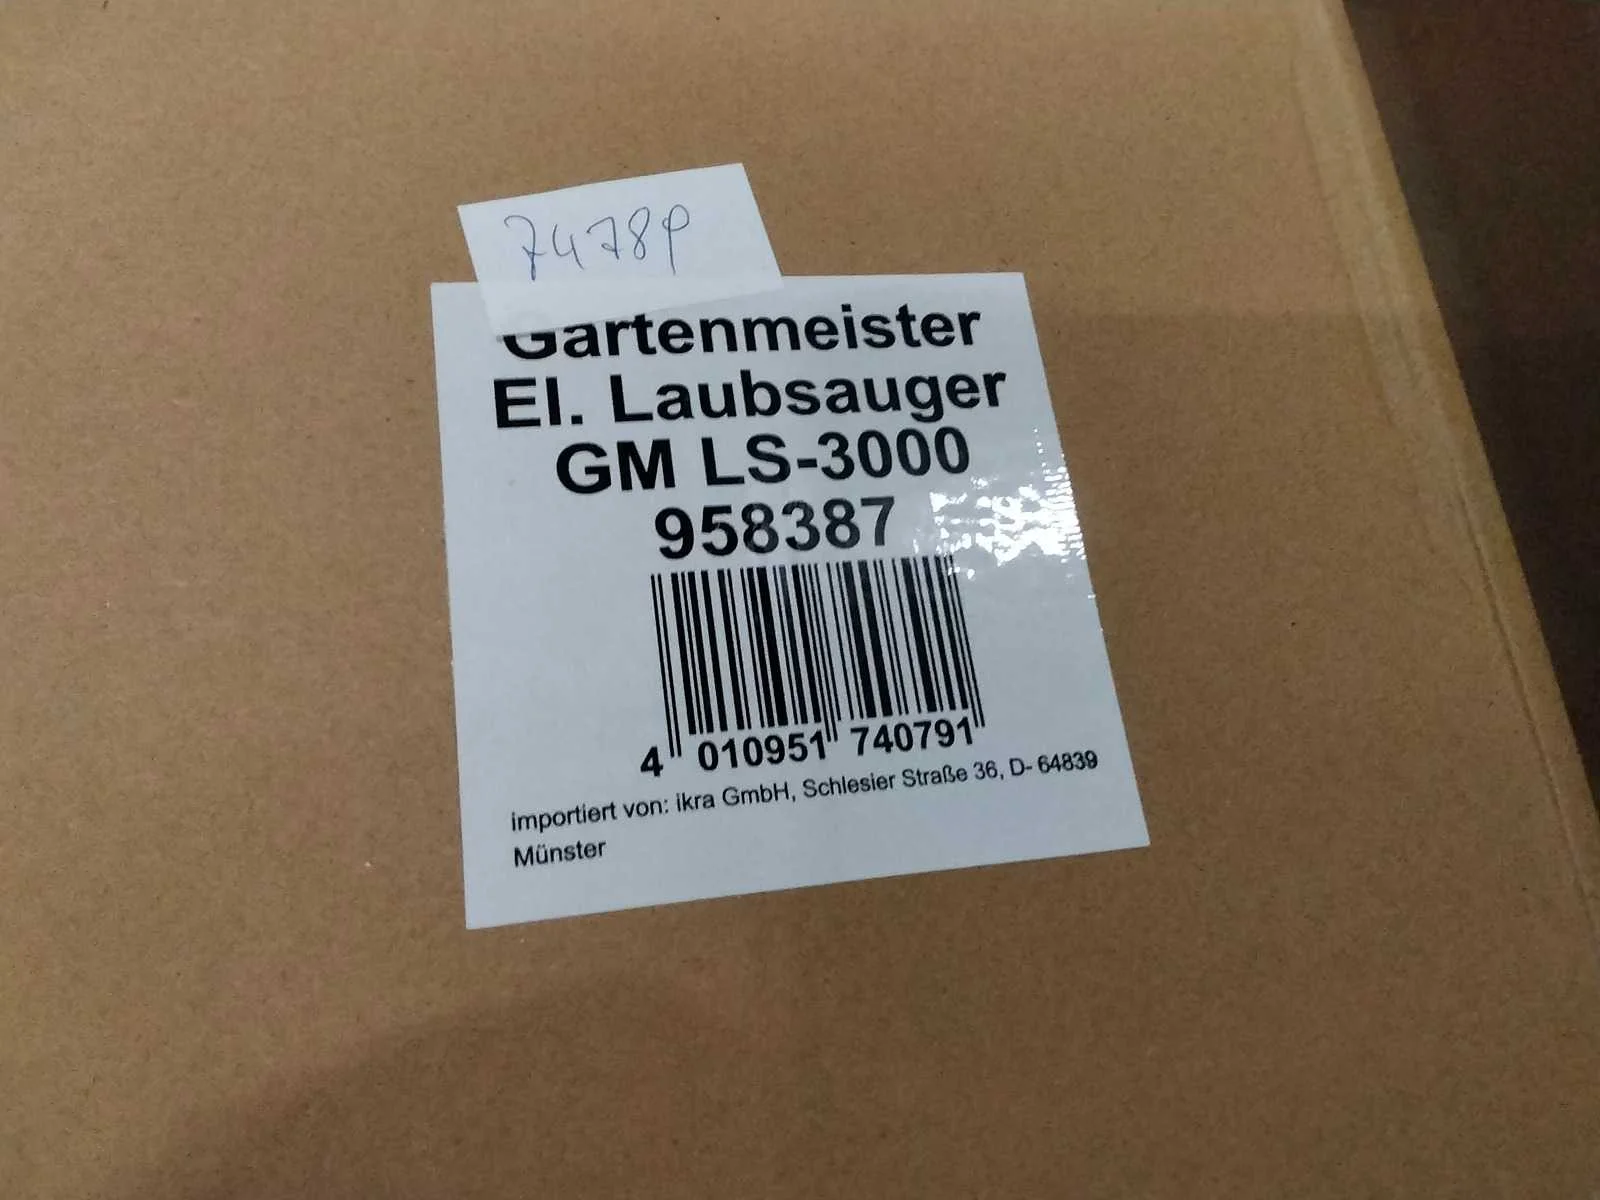 74789
Gartenmeister
El. Laubsauger
GM LS-3000
958387
4 010951 740791
importiert von: ikra GmbH, Schlesier Straße 36, D- 64839
Münster